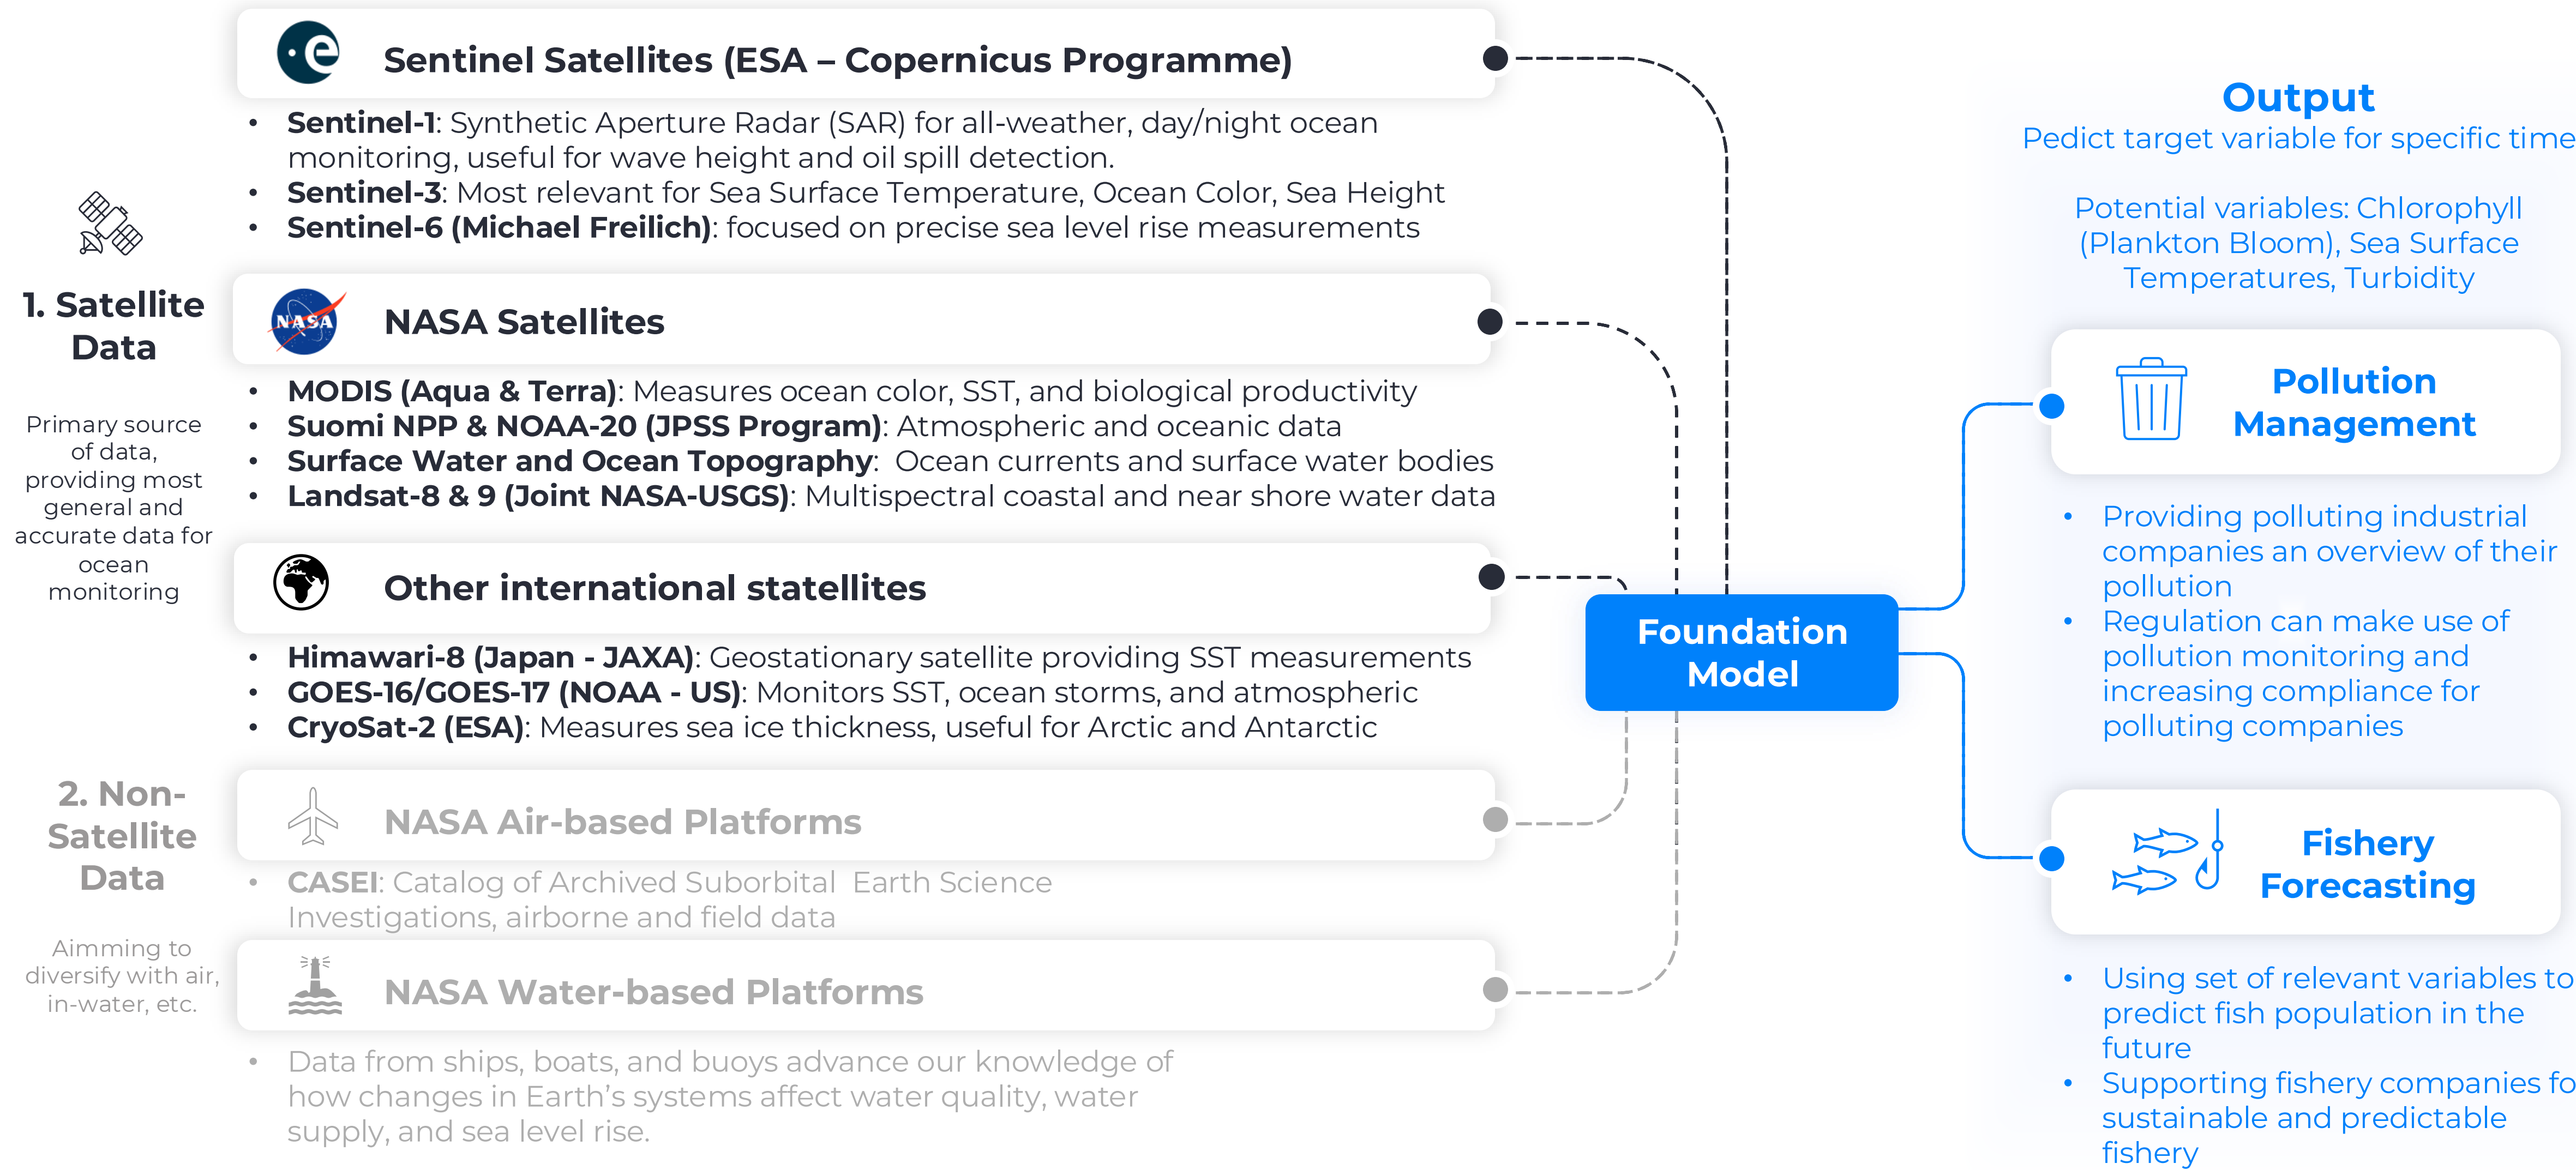 Sentinel Satellites (ESA – Copernicus Programme)
• Sentinel-1: Synthetic Aperture Radar (SAR) for all-weather, day/night ocean
monitoring, useful for wave height and oil spill detection.
• Sentinel-3: Most relevant for Sea Surface Temperature, Ocean Color, Sea Height
• Sentinel-6 (Michael Freilich): focused on precise sea level rise measurements
1. Satellite
Data
Primary source
of data,
providing most
general and
accurate data for
ocean
monitoring
NASA
NASA Satellites
• MODIS (Aqua & Terra): Measures ocean color, SST, and biological productivity
• Suomi NPP & NOAA-20 (JPSS Program): Atmospheric and oceanic data
• Surface Water and Ocean Topography: Ocean currents and surface water bodies
• Landsat-8 & 9 (Joint NASA-USGS): Multispectral coastal and near shore water data
Other international statellites
• Himawari-8 (Japan - JAXA): Geostationary satellite providing SST measurements
• GOES-16/GOES-17 (NOAA - US): Monitors SST, ocean storms, and atmospheric
• CryoSat-2 (ESA): Measures sea ice thickness, useful for Arctic and Antarctic
2. Non-
Satellite
Data
Aimming to
diversify with air,
in-water, etc.
NASA Air-based Platforms
• CASEI: Catalog of Archived Suborbital Earth Science
Investigations, airborne and field data
NASA Water-based Platforms
• Data from ships, boats, and buoys advance our knowledge of
how changes in Earth's systems affect water quality, water
supply, and sea level rise.
Foundation
Model
Output
Pedict target variable for specific time
Potential variables: Chlorophyll
(Plankton Bloom), Sea Surface
Temperatures, Turbidity
Pollution
Management
• Providing polluting industrial
companies an overview of their
pollution
• Regulation can make use of
pollution monitoring and
increasing compliance for
polluting companies
Fishery
Forecasting
• Using set of relevant variables to
predict fish population in the
future
• Supporting fishery companies fo
sustainable and predictable
fishery